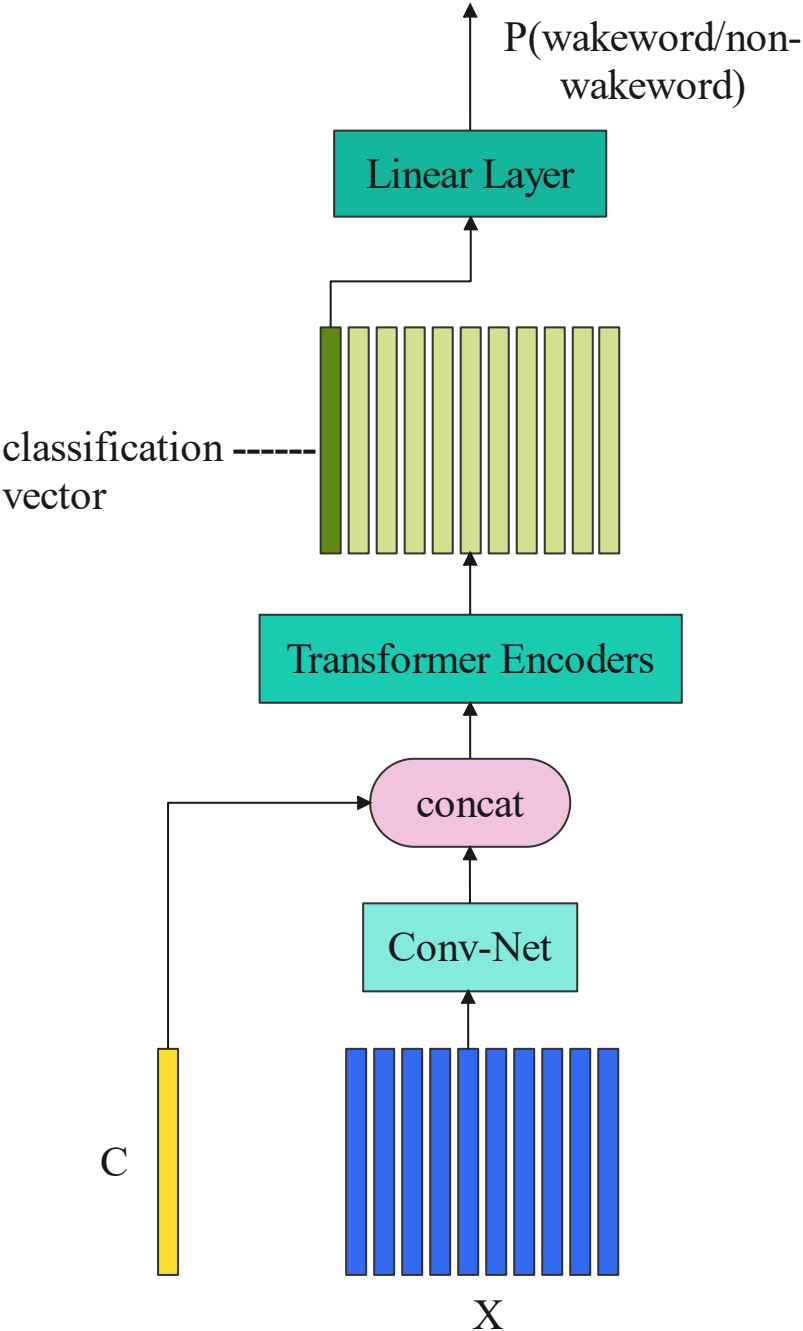 P(wakeword/non-
wakeword)
Linear Layer
classification
vector
Transformer Encoders
concat
Conv-Net
C
X